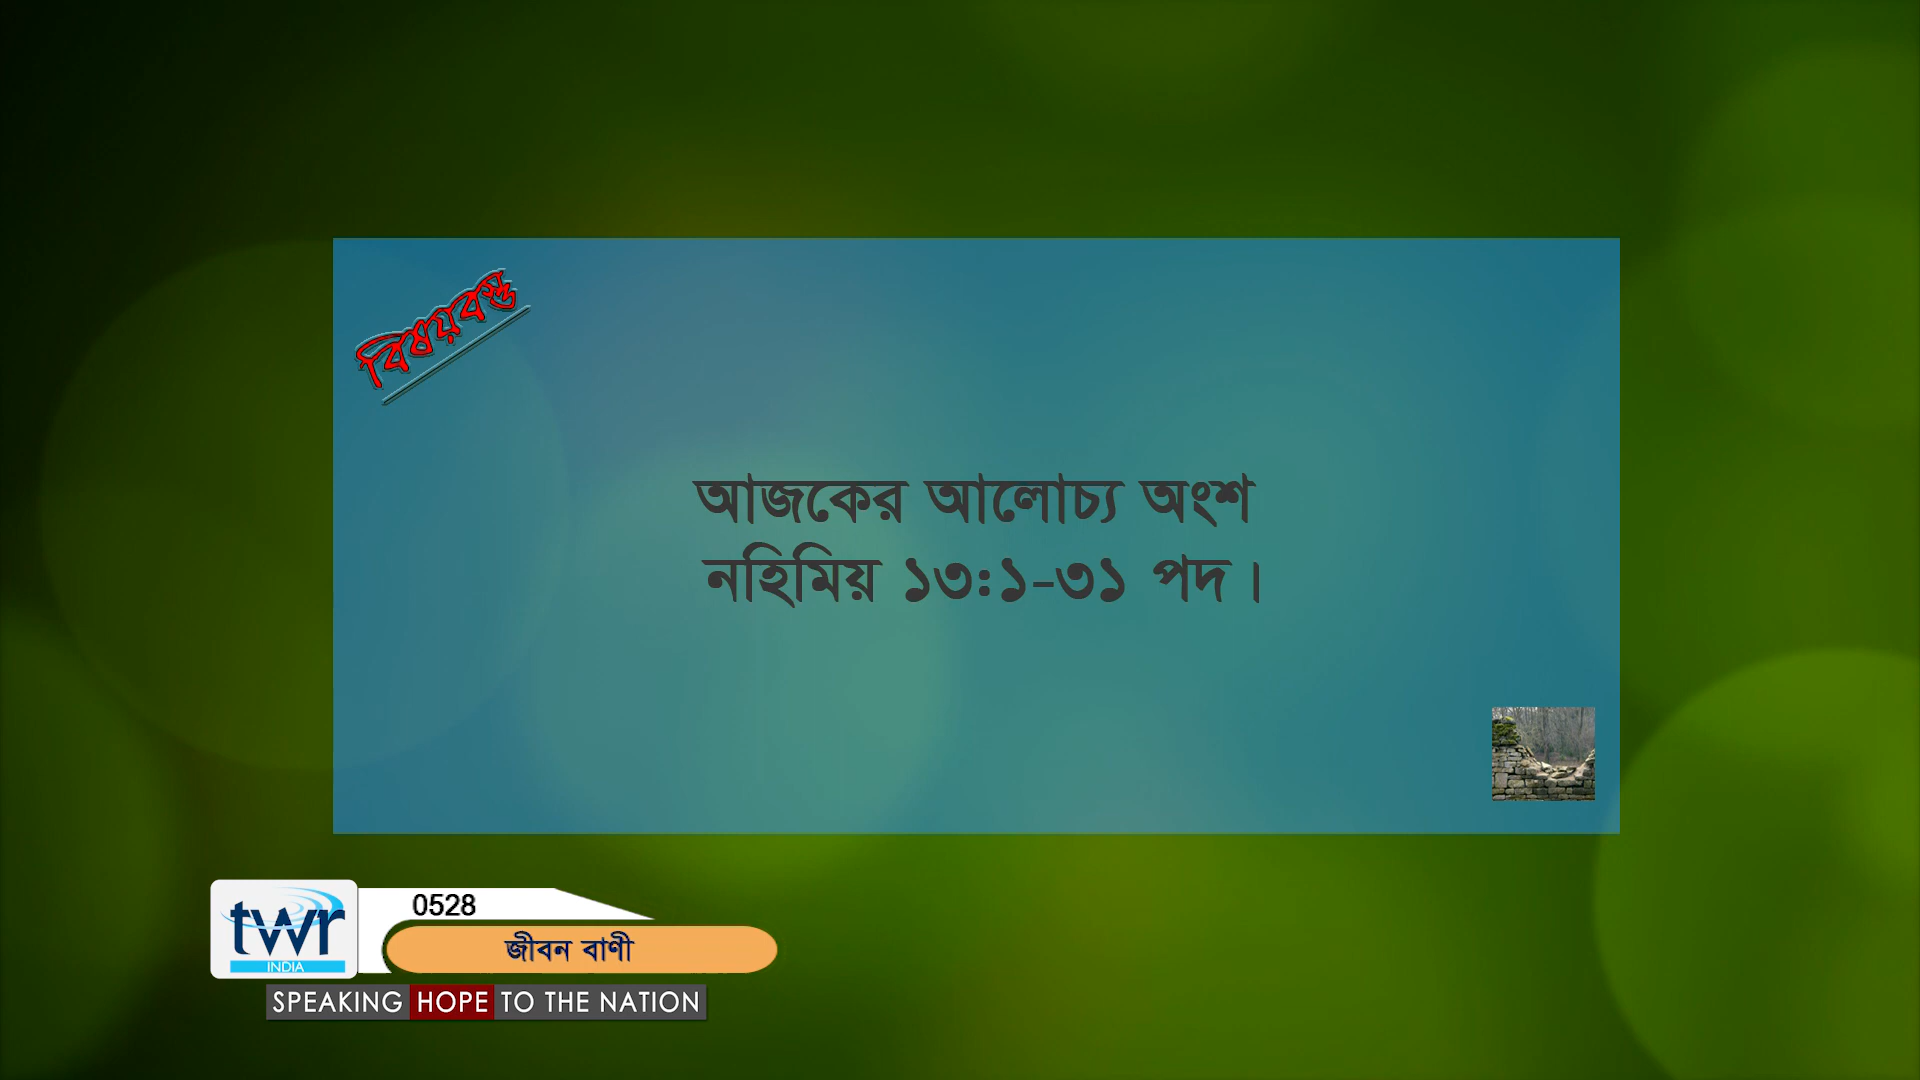 বিষয়বস্তু
আজকের আলোচ্য অংশ
নহিমিয় ১৩:১-৩১ পদ।
twr
INDIA
0528
জীবন বাণী
SPEAKING HOPE TO THE NATION